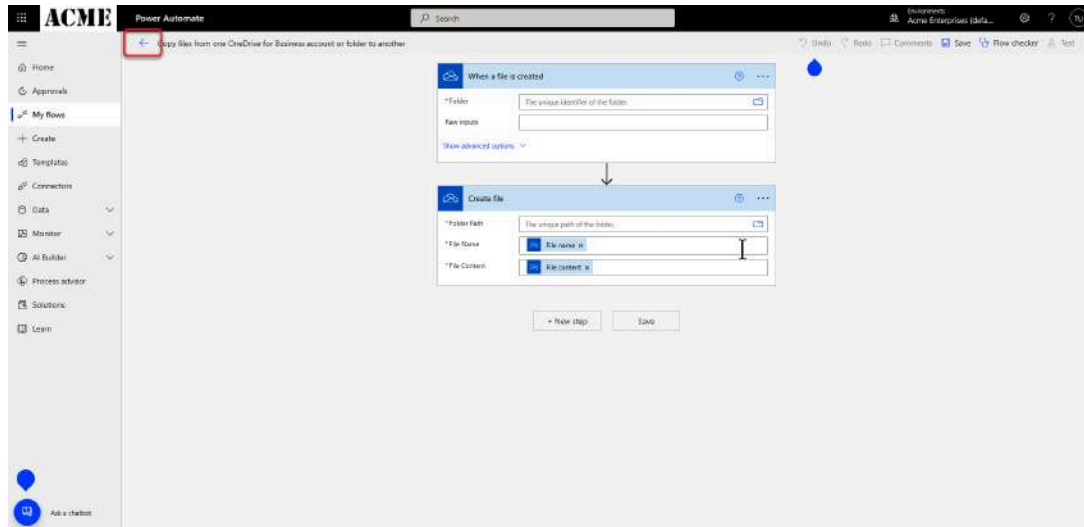 ACME
Power Automate
Search
Environments
Acme Enterprises (defa...
?
TU
Copy files from one OneDrive for Business account or folder to another
Undo
Redo
Comments
Save
Flow checker
Test
Home
Approvals
My flows
Create
Templates
Connectors
Data
Monitor
AI Builder
Process advisor
Solutions
Learn
When a file is created
*Folder
The unique identifier of the folder.
Raw inputs
Show advanced options
Create file
*Folder Path
The unique path of the folder.
*File Name
File name ×
*File Content
File content ×
+ New step
Save
Ask a chatbot